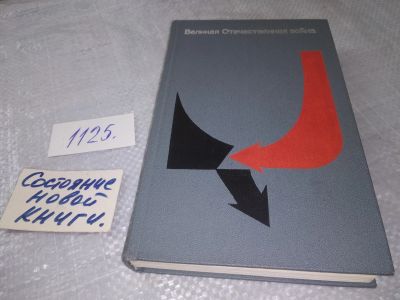 Великая Отечественная война
1125.
Состояние
новой
книги.